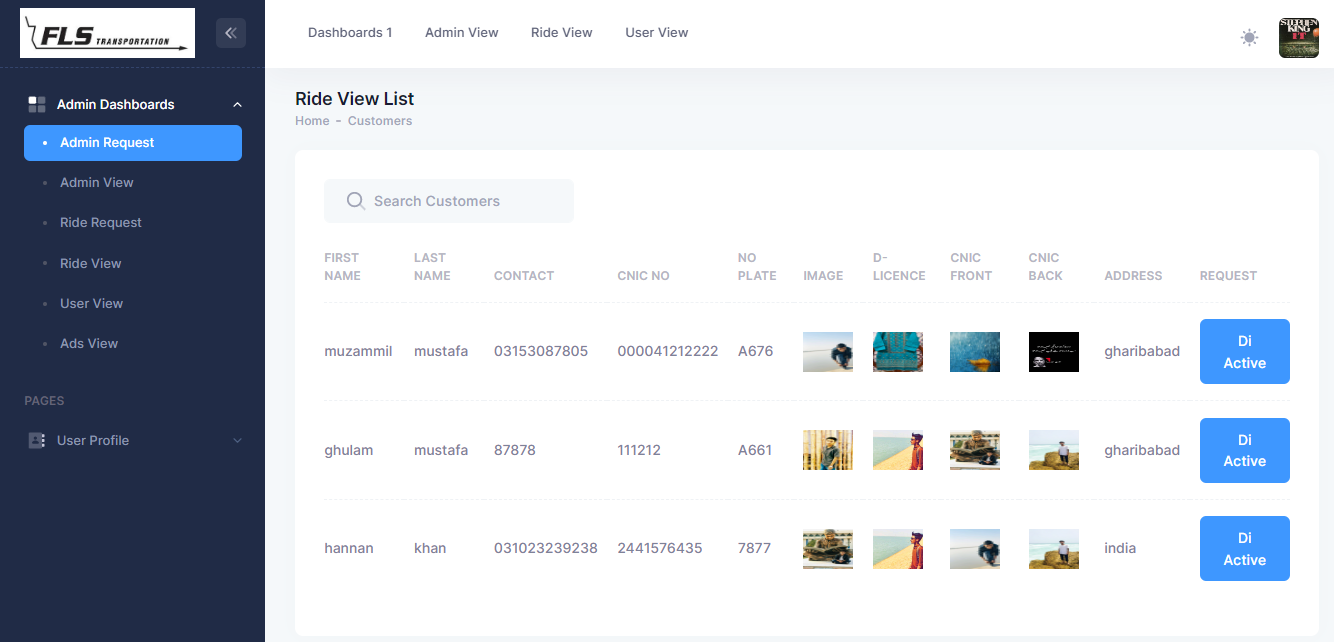 FLS TRANSPORTATION
Dashboards 1 Admin View Ride View User View
STEPHEN
KING
IT
Admin Dashboards
Admin Request
Admin View
Ride Request
Ride View
User View
Ads View
PAGES
User Profile
Ride View List
Home - Customers
Search Customers
FIRST NAME LAST NAME CONTACT CNIC NO NO PLATE IMAGE D-LICENCE CNIC FRONT CNIC BACK ADDRESS REQUEST
muzammil mustafa 03153087805 000041212222 A676 gharibabad Di Active
ghulam mustafa 87878 111212 A661 gharibabad Di Active
hannan khan 031023239238 2441576435 7877 india Di Active